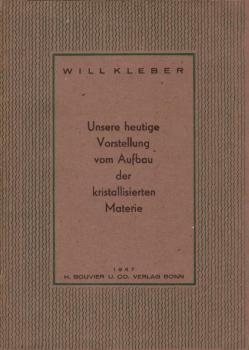 WILL KLEBER
Unsere heutige
Vorstellung
vom Aufbau
der
kristallisierten
Materie
1947
H. BOUVIER U. CO. VERLAG BONN